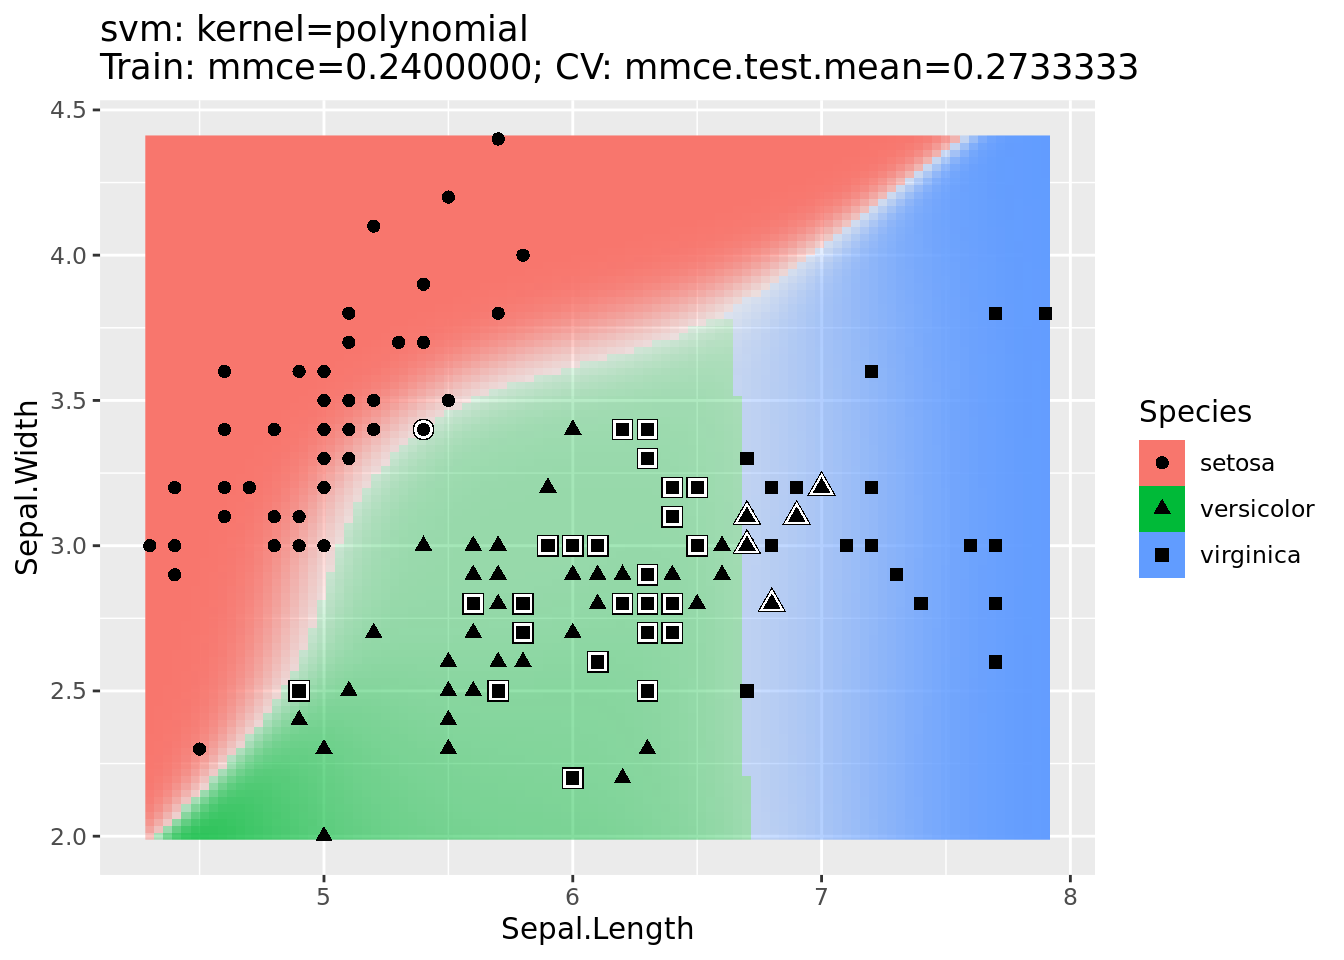 svm: kernel=polynomial
Train: mmce=0.2400000; CV: mmce.test.mean=0.2733333
4.5
4.0
3.5
3.0
2.5
2.0
Sepal.Width
5
6
7
8
Sepal.Length
Species
setosa
versicolor
virginica